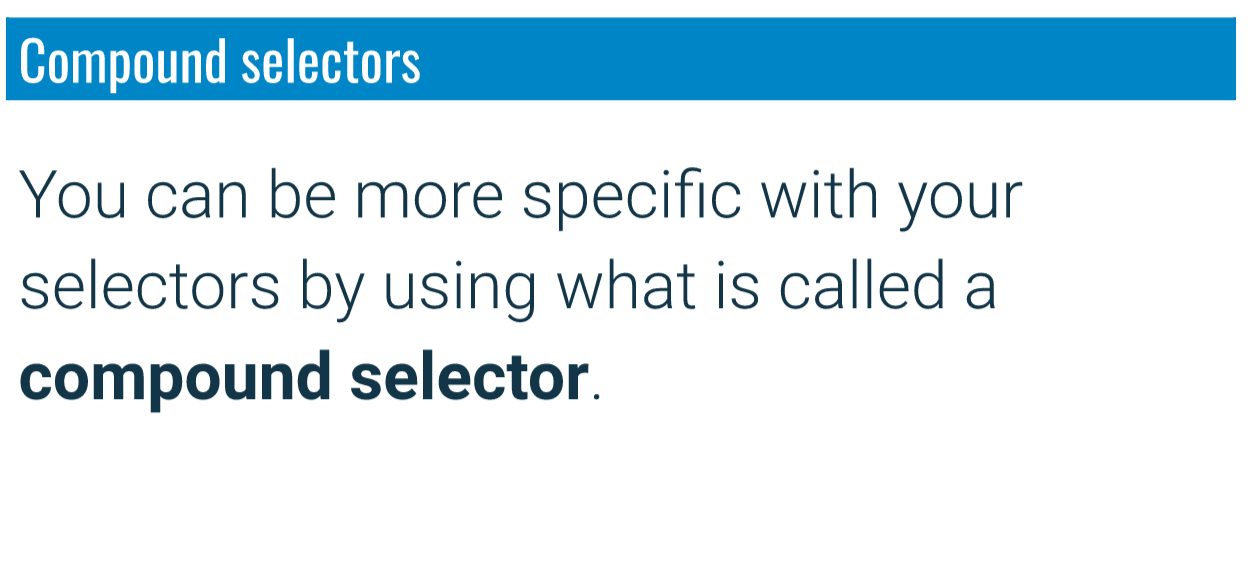 Compound selectors
You can be more specific with your
selectors by using what is called a
compound selector.